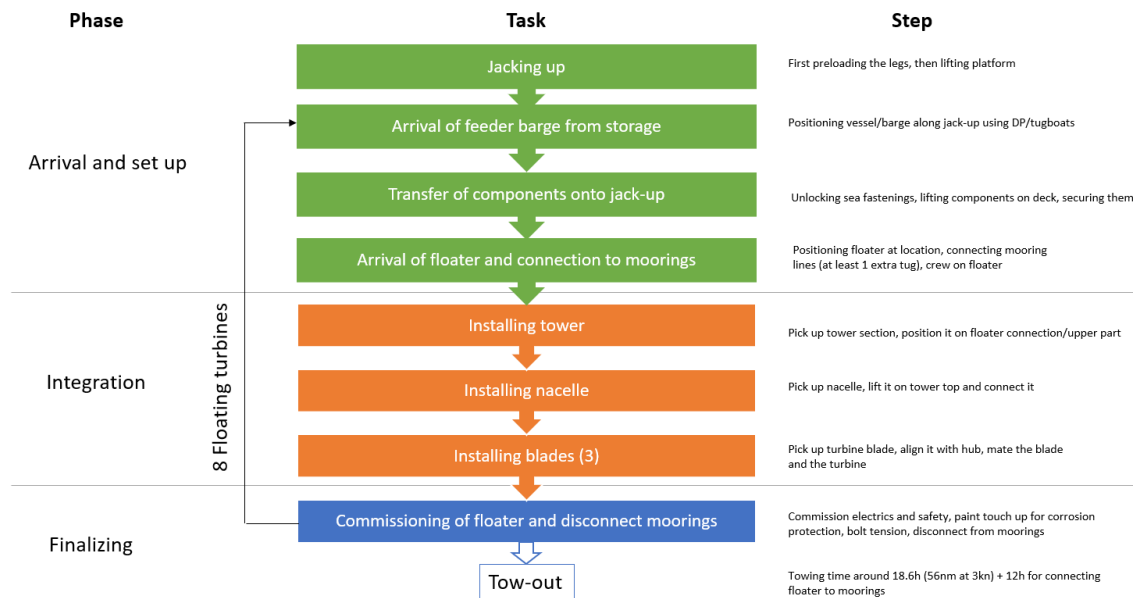 Phase Task Step
Jacking up
First preloading the legs, then lifting platform
Arrival of feeder barge from storage
Positioning vessel/barge along jack-up using DP/tugboats
Arrival and set up
Transfer of components onto jack-up
Unlocking sea fastenings, lifting components on deck, securing them
Arrival of floater and connection to moorings
Positioning floater at location, connecting mooring
lines (at least 1 extra tug), crew on floater
8 Floating turbines
Installing tower
Pick up tower section, position it on floater connection/upper part
Integration
Installing nacelle
Pick up nacelle, lift it on tower top and connect it
Installing blades (3)
Pick up turbine blade, align it with hub, mate the blade
and the turbine
Finalizing
Commissioning of floater and disconnect moorings
Commission electrics and safety, paint touch up for corrosion
protection, bolt tension, disconnect from moorings
Tow-out
Towing time around 18.6h (56nm at 3kn) + 12h for connecting
floater to moorings